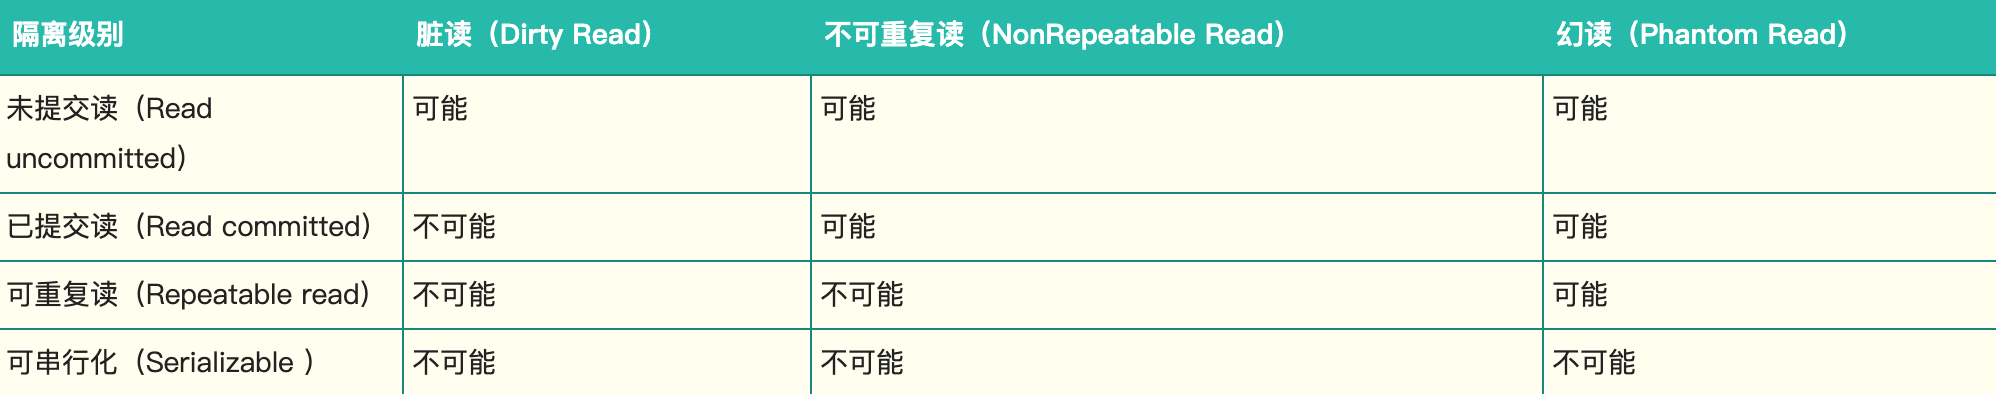 隔离级别 脏读（Dirty Read） 不可重复读（NonRepeatable Read） 幻读（Phantom Read）
未提交读（Read 可能 可能 可能
uncommitted）
已提交读（Read committed） 不可能 可能 可能
可重复读（Repeatable read） 不可能 不可能 可能
可串行化（Serializable ） 不可能 不可能 不可能